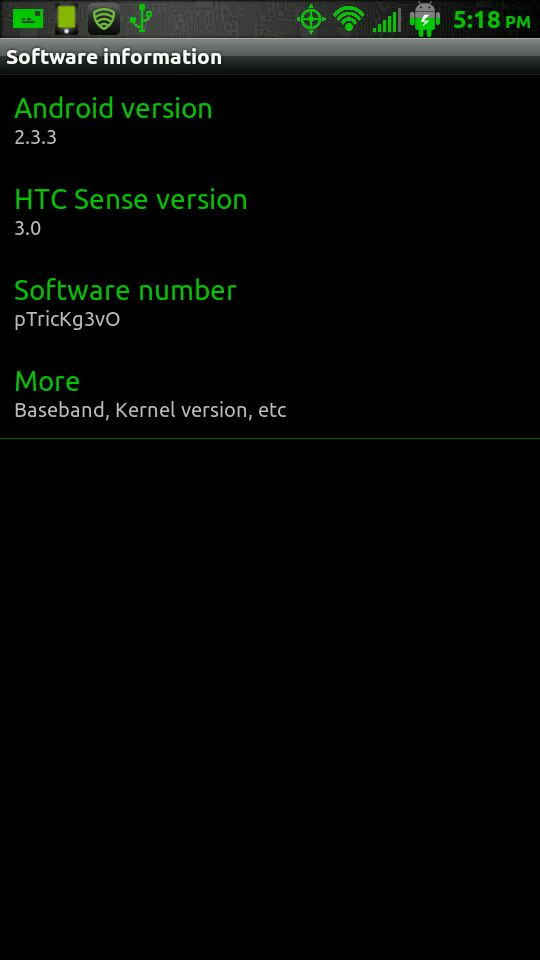 5:18 PM
Software information
Android version
2.3.3
HTC Sense version
3.0
Software number
pTricKg3vO
More
Baseband, Kernel version, etc